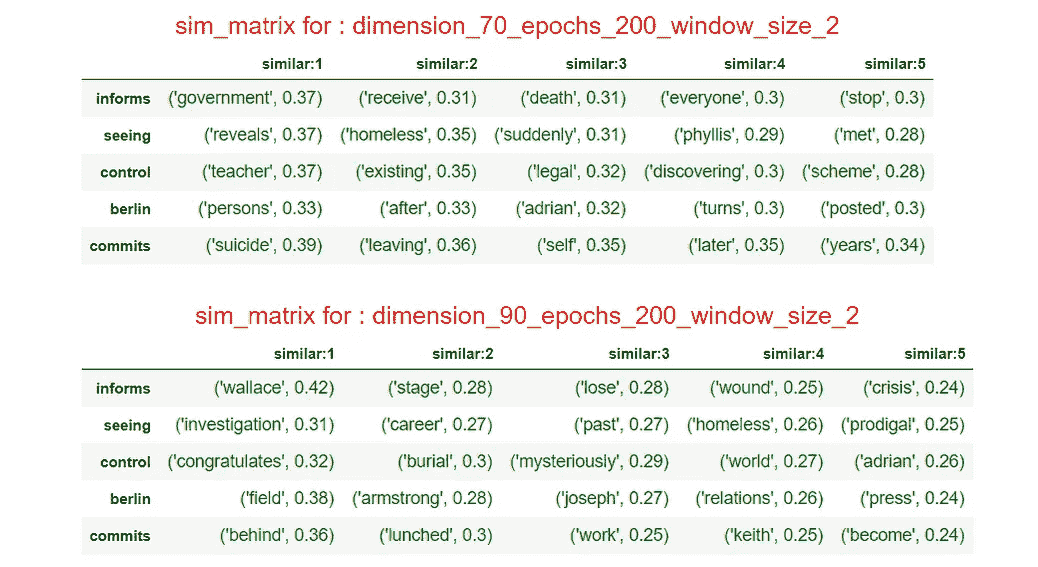 sim_matrix for : dimension_70_epochs_200_window_size_2
similar:1 similar:2 similar:3 similar:4 similar:5
informs ('government', 0.37) ('receive', 0.31) ('death', 0.31) ('everyone', 0.3) ('stop', 0.3)
seeing ('reveals', 0.37) ('homeless', 0.35) ('suddenly', 0.31) ('phyllis', 0.29) ('met', 0.28)
control ('teacher', 0.37) ('existing', 0.35) ('legal', 0.32) ('discovering', 0.3) ('scheme', 0.28)
berlin ('persons', 0.33) ('after', 0.33) ('adrian', 0.32) ('turns', 0.3) ('posted', 0.3)
commits ('suicide', 0.39) ('leaving', 0.36) ('self', 0.35) ('later', 0.35) ('years', 0.34)
sim_matrix for : dimension_90_epochs_200_window_size_2
similar:1 similar:2 similar:3 similar:4 similar:5
informs ('wallace', 0.42) ('stage', 0.28) ('lose', 0.28) ('wound', 0.25) ('crisis', 0.24)
seeing ('investigation', 0.31) ('career', 0.27) ('past', 0.27) ('homeless', 0.26) ('prodigal', 0.25)
control ('congratulates', 0.32) ('burial', 0.3) ('mysteriously', 0.29) ('world', 0.27) ('adrian', 0.26)
berlin ('field', 0.38) ('armstrong', 0.28) ('joseph', 0.27) ('relations', 0.26) ('press', 0.24)
commits ('behind', 0.36) ('lunched', 0.3) ('work', 0.25) ('keith', 0.25) ('become', 0.24)